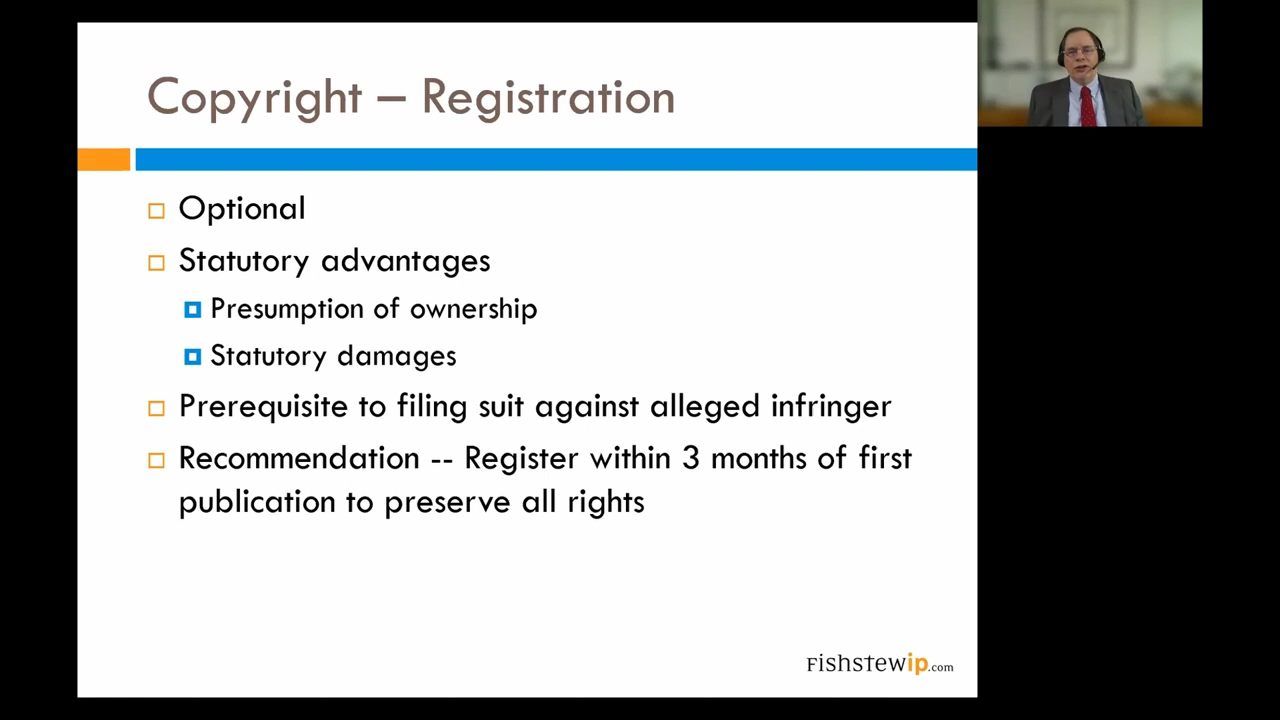 Copyright – Registration
Optional
Statutory advantages
Presumption of ownership
Statutory damages
Prerequisite to filing suit against alleged infringer
Recommendation -- Register within 3 months of first
publication to preserve all rights
Fishstewip.com